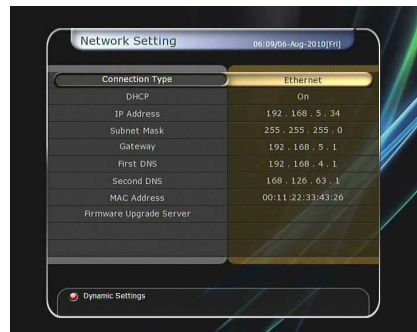 Network Setting
06:09/06-Aug-2010[Fri]
Connection Type Ethernet
DHCP On
IP Address 192 . 168 . 5 . 34
Subnet Mask 255 . 255 . 255 . 0
Gateway 192 . 168 . 5 . 1
First DNS 192 . 168 . 4 . 1
Second DNS 168 . 126 . 63 . 1
MAC Address 00:11:22:33:43:26
Firmware Upgrade Server
Dynamic Settings